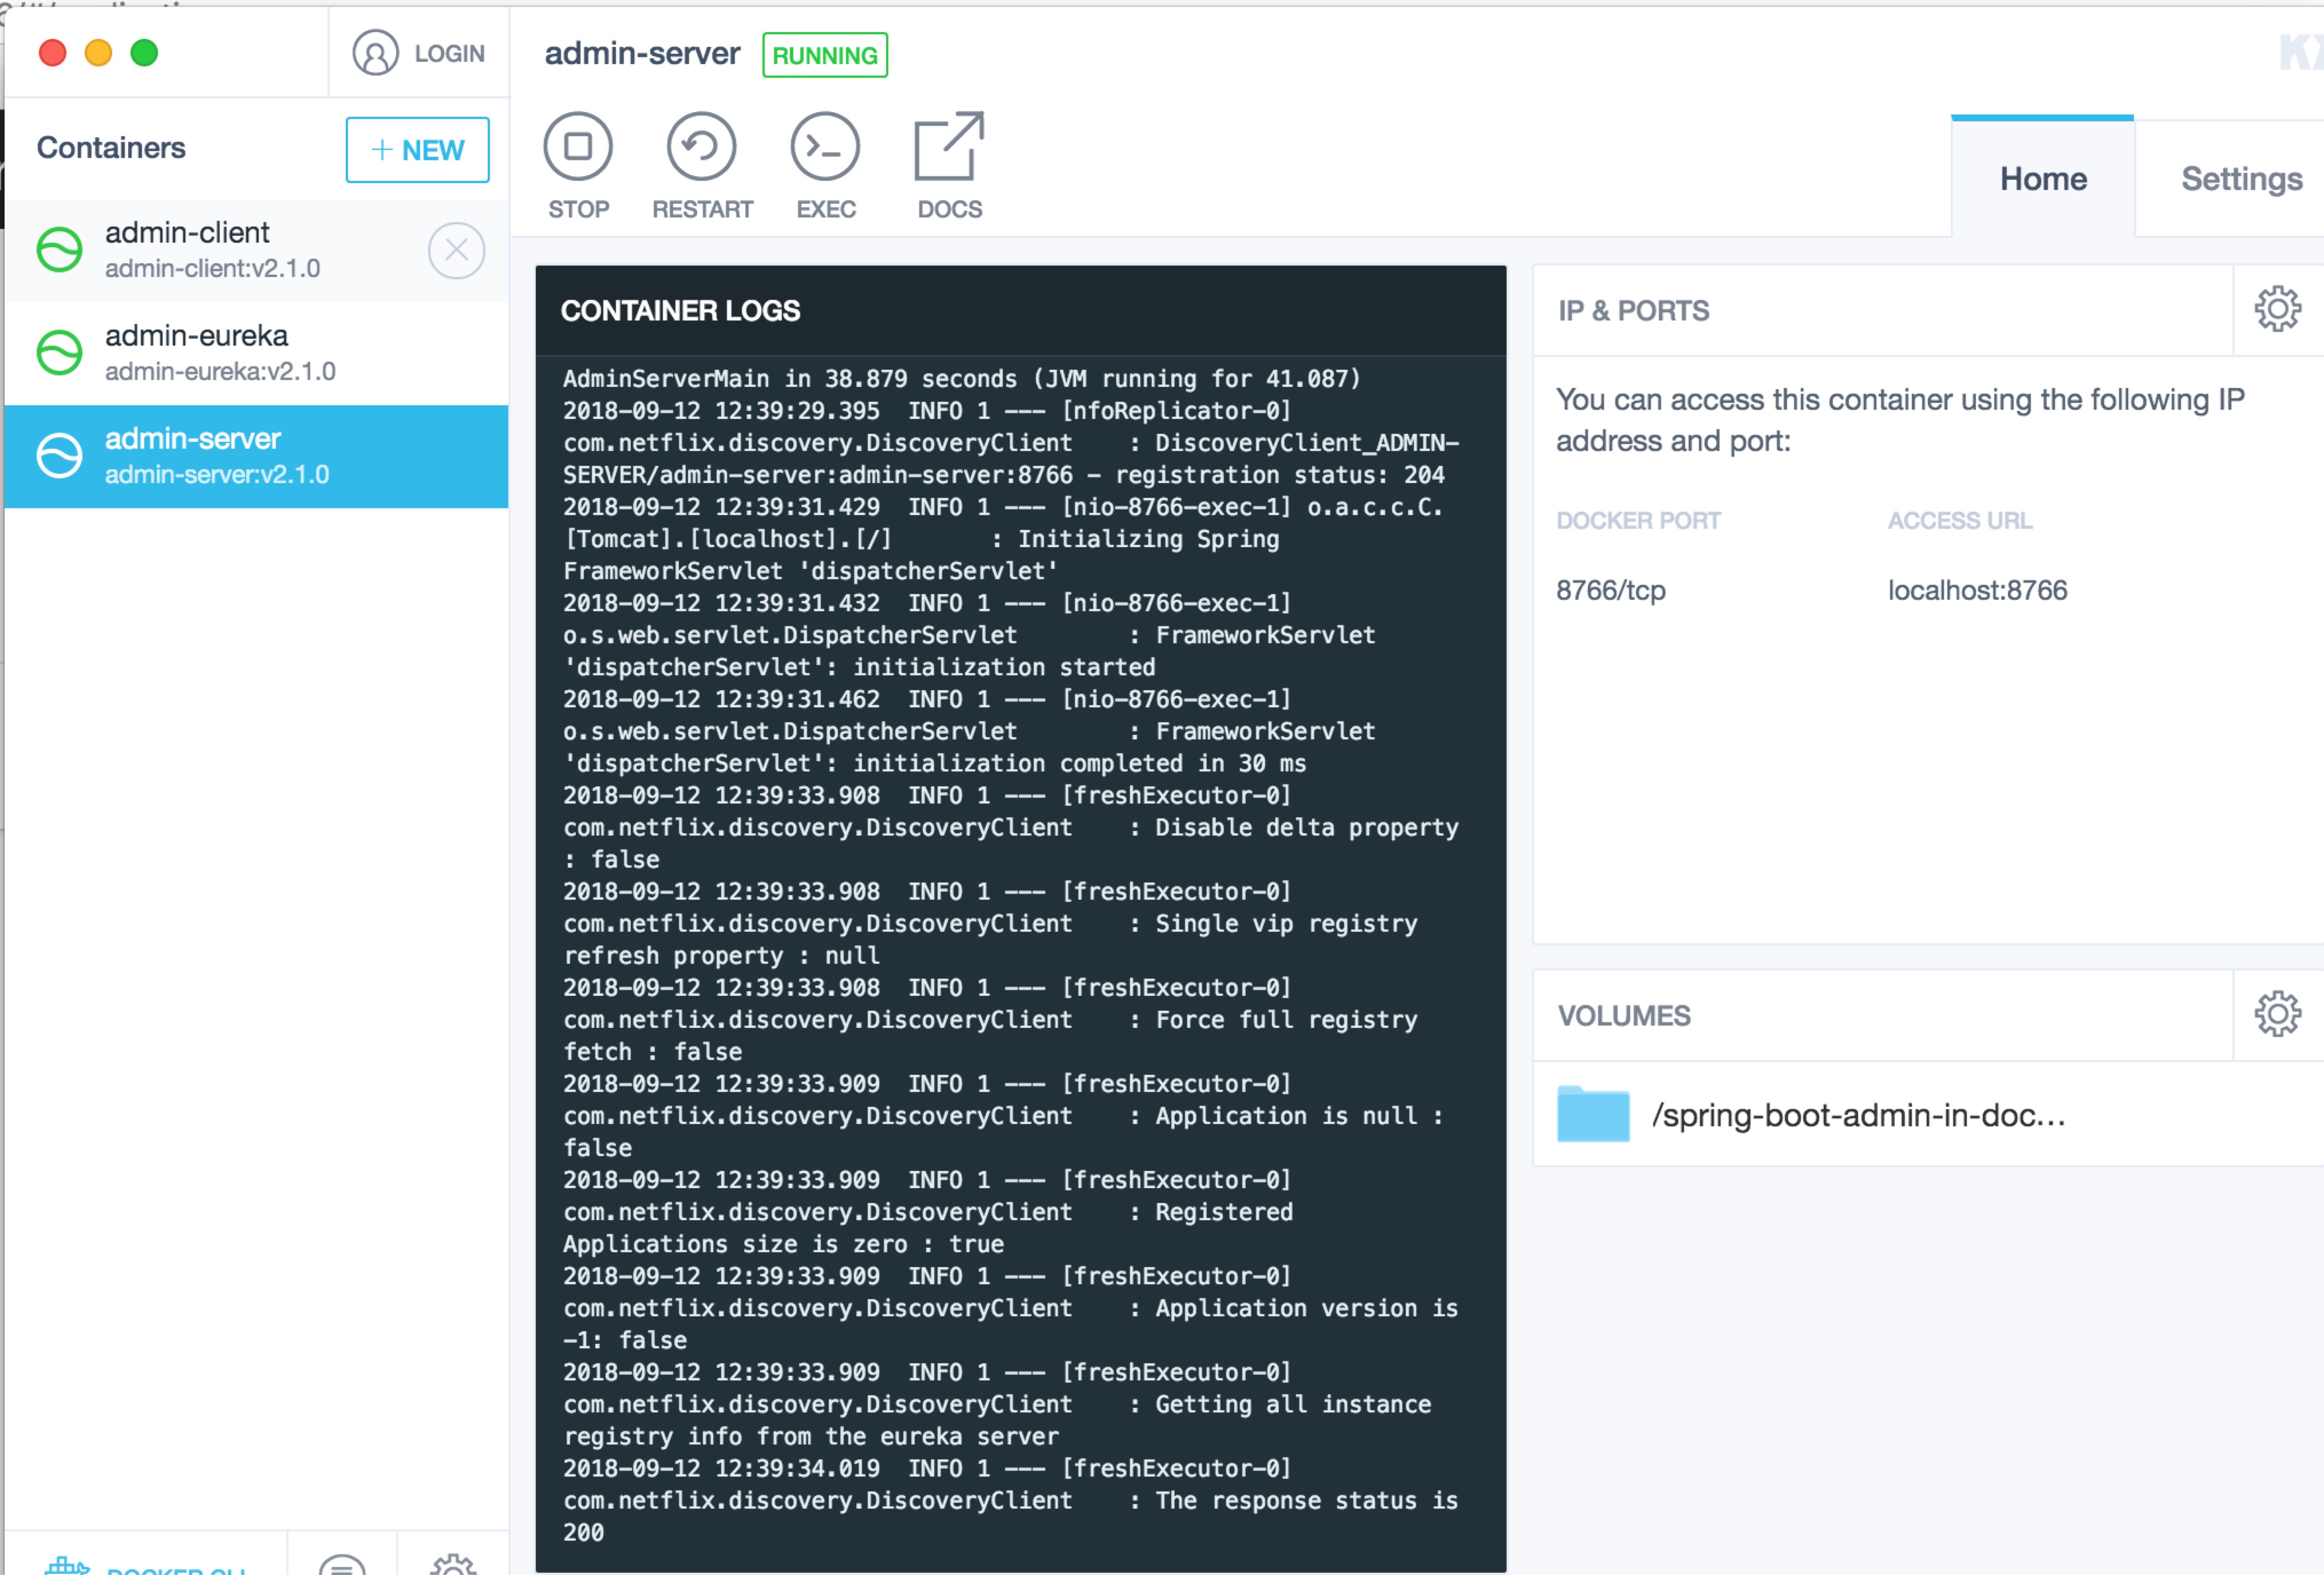 LOGIN
admin-server RUNNING
Containers
+ NEW
STOP RESTART EXEC DOCS
Home Settings
admin-client
admin-client:v2.1.0
admin-eureka
admin-eureka:v2.1.0
admin-server
admin-server:v2.1.0
CONTAINER LOGS
AdminServerMain in 38.879 seconds (JVM running for 41.087)
2018-09-12 12:39:29.395  INFO 1 --- [nfoReplicator-0]
com.netflix.discovery.DiscoveryClient    : DiscoveryClient_ADMIN-
SERVER/admin-server:admin-server:8766 - registration status: 204
2018-09-12 12:39:31.429  INFO 1 --- [nio-8766-exec-1] o.a.c.c.C.
[Tomcat].[localhost].[/]       : Initializing Spring
FrameworkServlet 'dispatcherServlet'
2018-09-12 12:39:31.432  INFO 1 --- [nio-8766-exec-1]
o.s.web.servlet.DispatcherServlet        : FrameworkServlet
'dispatcherServlet': initialization started
2018-09-12 12:39:31.462  INFO 1 --- [nio-8766-exec-1]
o.s.web.servlet.DispatcherServlet        : FrameworkServlet
'dispatcherServlet': initialization completed in 30 ms
2018-09-12 12:39:33.908  INFO 1 --- [freshExecutor-0]
com.netflix.discovery.DiscoveryClient    : Disable delta property
: false
2018-09-12 12:39:33.908  INFO 1 --- [freshExecutor-0]
com.netflix.discovery.DiscoveryClient    : Single vip registry
refresh property : null
2018-09-12 12:39:33.908  INFO 1 --- [freshExecutor-0]
com.netflix.discovery.DiscoveryClient    : Force full registry
fetch : false
2018-09-12 12:39:33.909  INFO 1 --- [freshExecutor-0]
com.netflix.discovery.DiscoveryClient    : Application is null :
false
2018-09-12 12:39:33.909  INFO 1 --- [freshExecutor-0]
com.netflix.discovery.DiscoveryClient    : Registered
Applications size is zero : true
2018-09-12 12:39:33.909  INFO 1 --- [freshExecutor-0]
com.netflix.discovery.DiscoveryClient    : Application version is
-1: false
2018-09-12 12:39:33.909  INFO 1 --- [freshExecutor-0]
com.netflix.discovery.DiscoveryClient    : Getting all instance
registry info from the eureka server
2018-09-12 12:39:34.019  INFO 1 --- [freshExecutor-0]
com.netflix.discovery.DiscoveryClient    : The response status is
200
IP & PORTS
You can access this container using the following IP
address and port:
DOCKER PORT ACCESS URL
8766/tcp localhost:8766
VOLUMES
/spring-boot-admin-in-doc...
DOCKER CLI